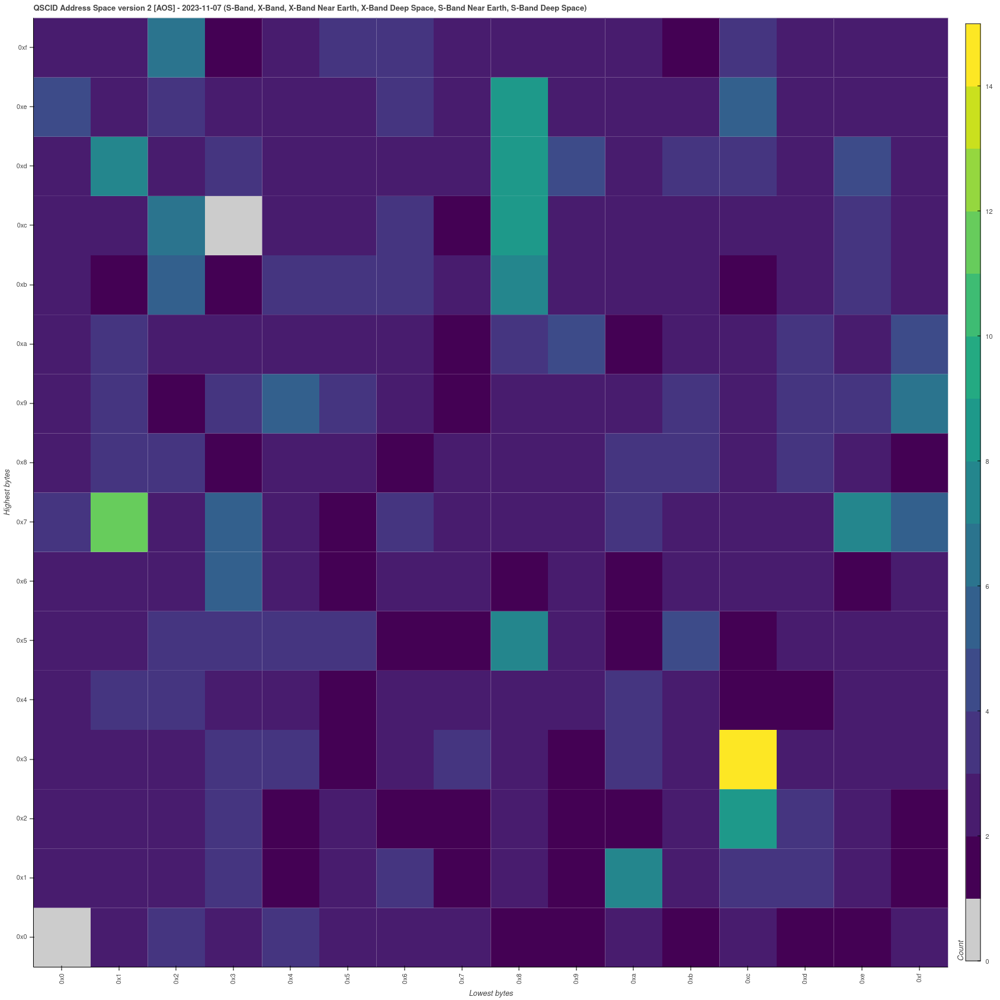 QSCID Address Space version 2 [AOS] - 2023-11-07 (S-Band, X-Band, X-Band Near Earth, X-Band Deep Space, S-Band Near Earth, S-Band Deep Space)
Highest bytes
0xf
0xe
0xd
0xc
0xb
0xa
0x9
0x8
0x7
0x6
0x5
0x4
0x3
0x2
0x1
0x0
0x0
0x1
0x2
0x3
0x4
0x5
0x6
0x7
0x8
0x9
0xa
0xb
0xc
0xd
0xe
0xf
Lowest bytes
14
12
10
8
6
4
2
0
Count